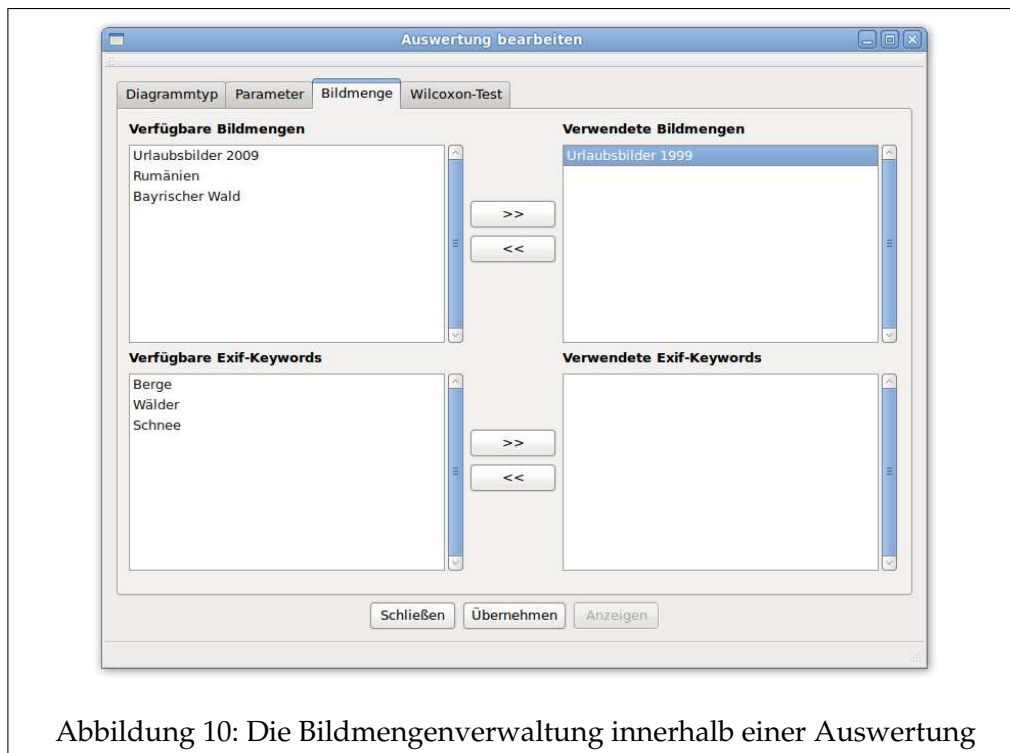 Auswertung bearbeiten
Diagrammtyp Parameter Bildmenge Wilcoxon-Test
Verfügbare Bildmengen
Urlaubsbilder 2009
Rumänien
Bayrischer Wald
>>
<<
Verwendete Bildmengen
Urlaubsbilder 1999
Verfügbare Exif-Keywords
Berge
Wälder
Schnee
>>
<<
Verwendete Exif-Keywords
Schließen Übernehmen Anzeigen
Abbildung 10: Die Bildmengenverwaltung innerhalb einer Auswertung